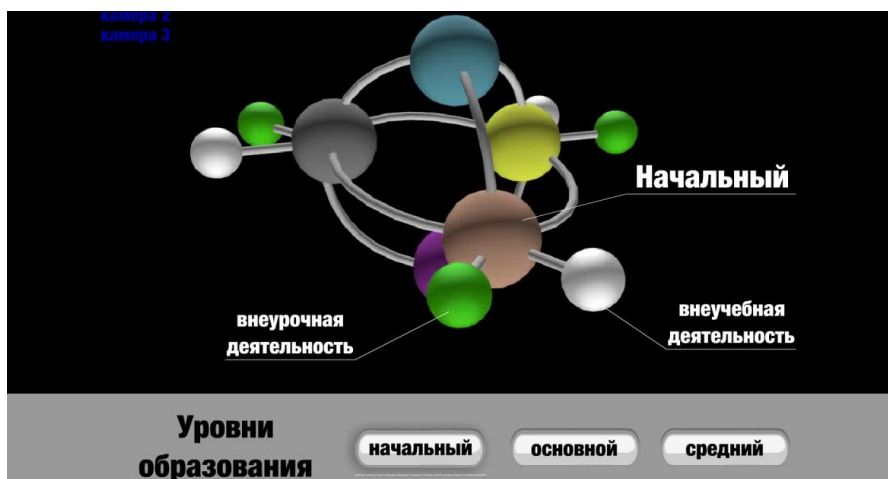 камера 2
камера 3
Начальный
внеурочная
деятельность
внеучебная
деятельность
Уровни
образования
начальный
основной
средний